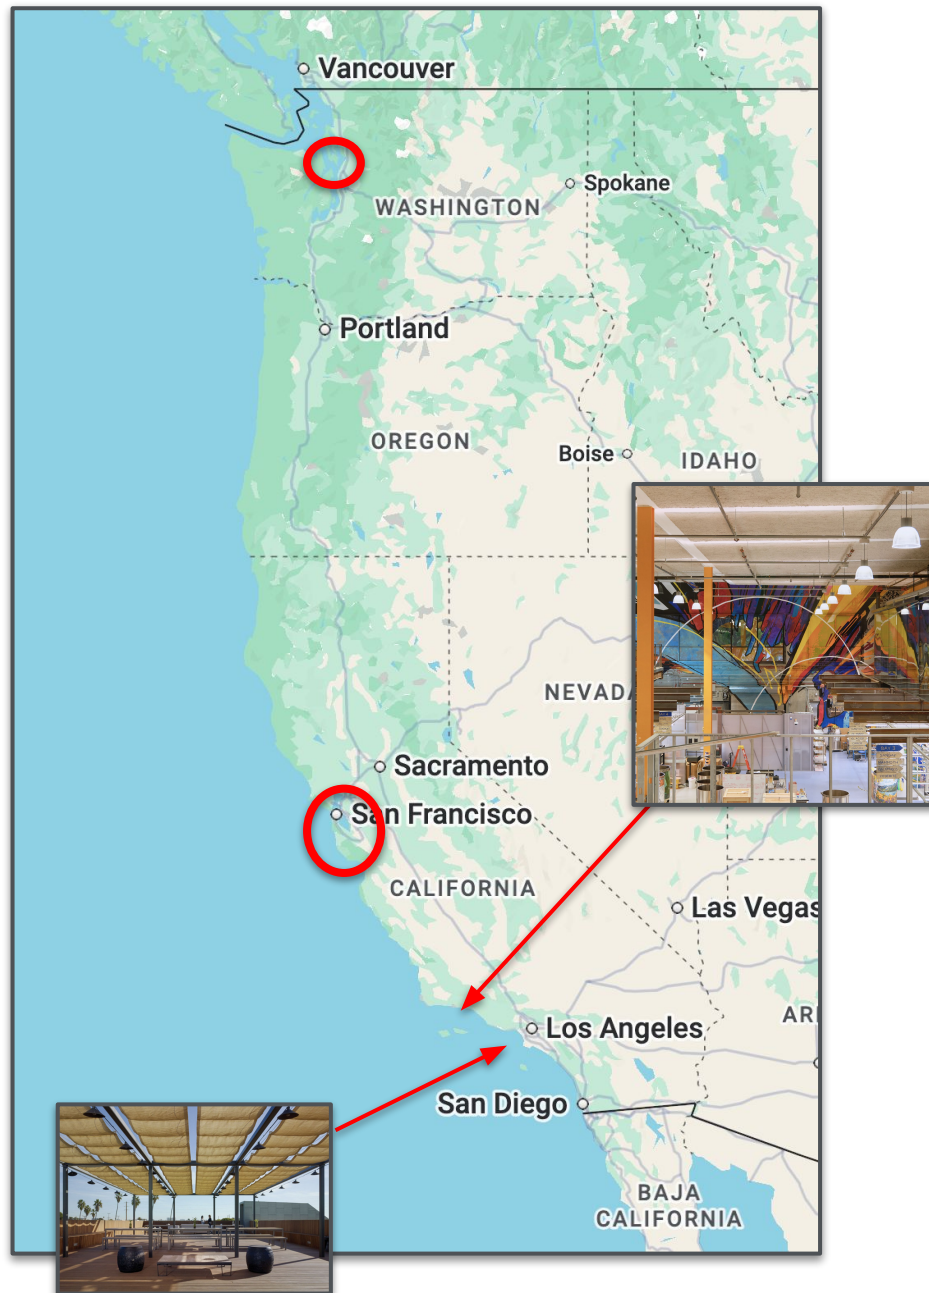 Vancouver
Spokane
WASHINGTON
Portland
OREGON
Boise
IDAHO
NEVADA
Sacramento
San Francisco
CALIFORNIA
Las Vegas
Los Angeles
San Diego
BAJA
CALIFORNIA